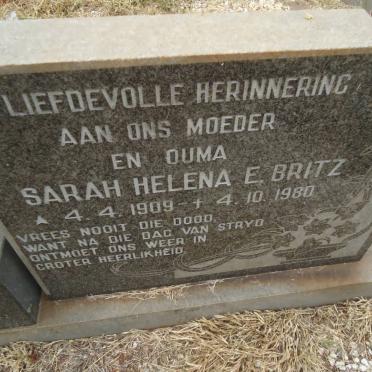 LIEFDEVOLLE HERINNERING
AAN ONS MOEDER
EN OUMA
SARAH HELENA E. BRITZ
▲ 4.4.1909 + 4.10.1980
VREES NOOIT DIE DOOD,
WANT NA DIE DAG VAN STRYD
ONTMOET ONS WEER IN
GROTER HEERLIKHEID.